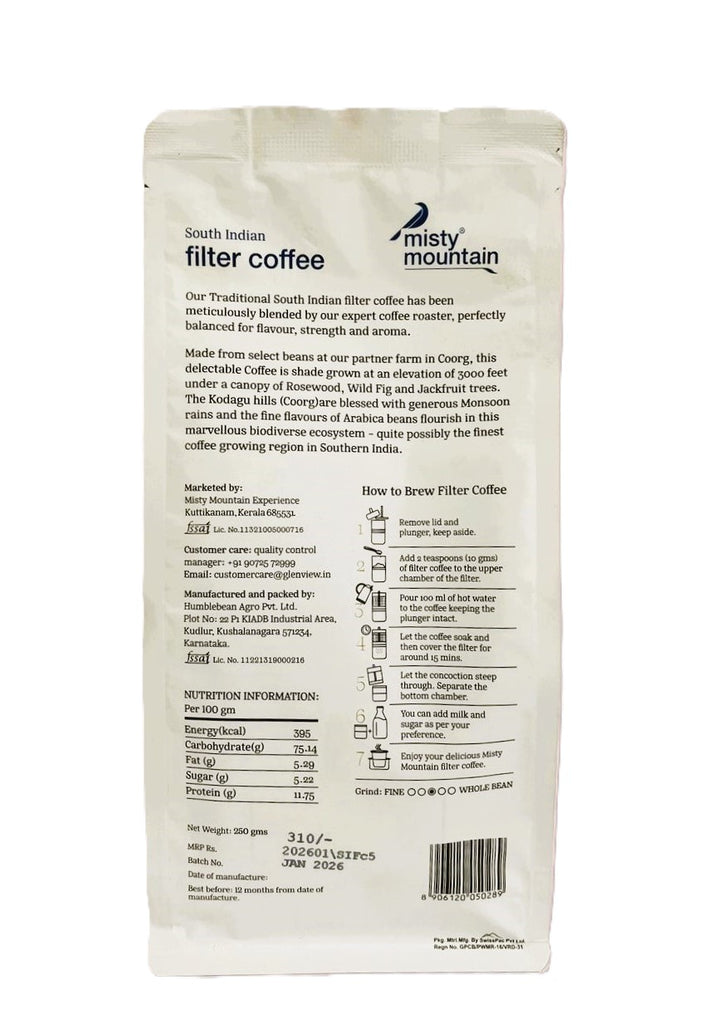 South Indian
filter coffee
misty®
mountain
Our Traditional South Indian filter coffee has been
meticulously blended by our expert coffee roaster, perfectly
balanced for flavour, strength and aroma.
Made from select beans at our partner farm in Coorg, this
delectable Coffee is shade grown at an elevation of 3000 feet
under a canopy of Rosewood, Wild Fig and Jackfruit trees.
The Kodagu hills (Coorg)are blessed with generous Monsoon
rains and the fine flavours of Arabica beans flourish in this
marvellous biodiverse ecosystem - quite possibly the finest
coffee growing region in Southern India.
Marketed by:
Misty Mountain Experience
Kuttikanam, Kerala 685531.
fssai Lic. No.11321005000716
Customer care: quality control
manager: +91 90725 72999
Email: customercare@glenview.in
Manufactured and packed by:
Humblebean Agro Pvt. Ltd.
Plot No: 22 P1 KIADB Industrial Area,
Kudlur, Kushalanagara 571234,
Karnataka.
fssai Lic. No. 11221319000216
NUTRITION INFORMATION:
Per 100 gm
Energy(kcal) 395
Carbohydrate(g) 75.14
Fat (g) 5.29
Sugar (g) 5.22
Protein (g) 11.75
How to Brew Filter Coffee
1 Remove lid and
plunger, keep aside.
2 Add 2 teaspoons (10 gms)
of filter coffee to the upper
chamber of the filter.
3 Pour 100 ml of hot water
to the coffee keeping the
plunger intact.
4 Let the coffee soak and
then cover the filter for
around 15 mins.
5 Let the concoction steep
through. Separate the
bottom chamber.
6 You can add milk and
sugar as per your
preference.
7 Enjoy your delicious Misty
Mountain filter coffee.
Grind: FINE WHOLE BEAN
Net Weight: 250 gms
MRP Rs. 310/-
Batch No. 202601\SIFc5
Date of manufacture: JAN 2026
Best before: 12 months from date of
manufacture.
8 906120 050289
Pkg. Mtrl.Mfg. By SwissPac Pvt Ltd.
Regn No. GPCB/PWMR-16/VRD-31